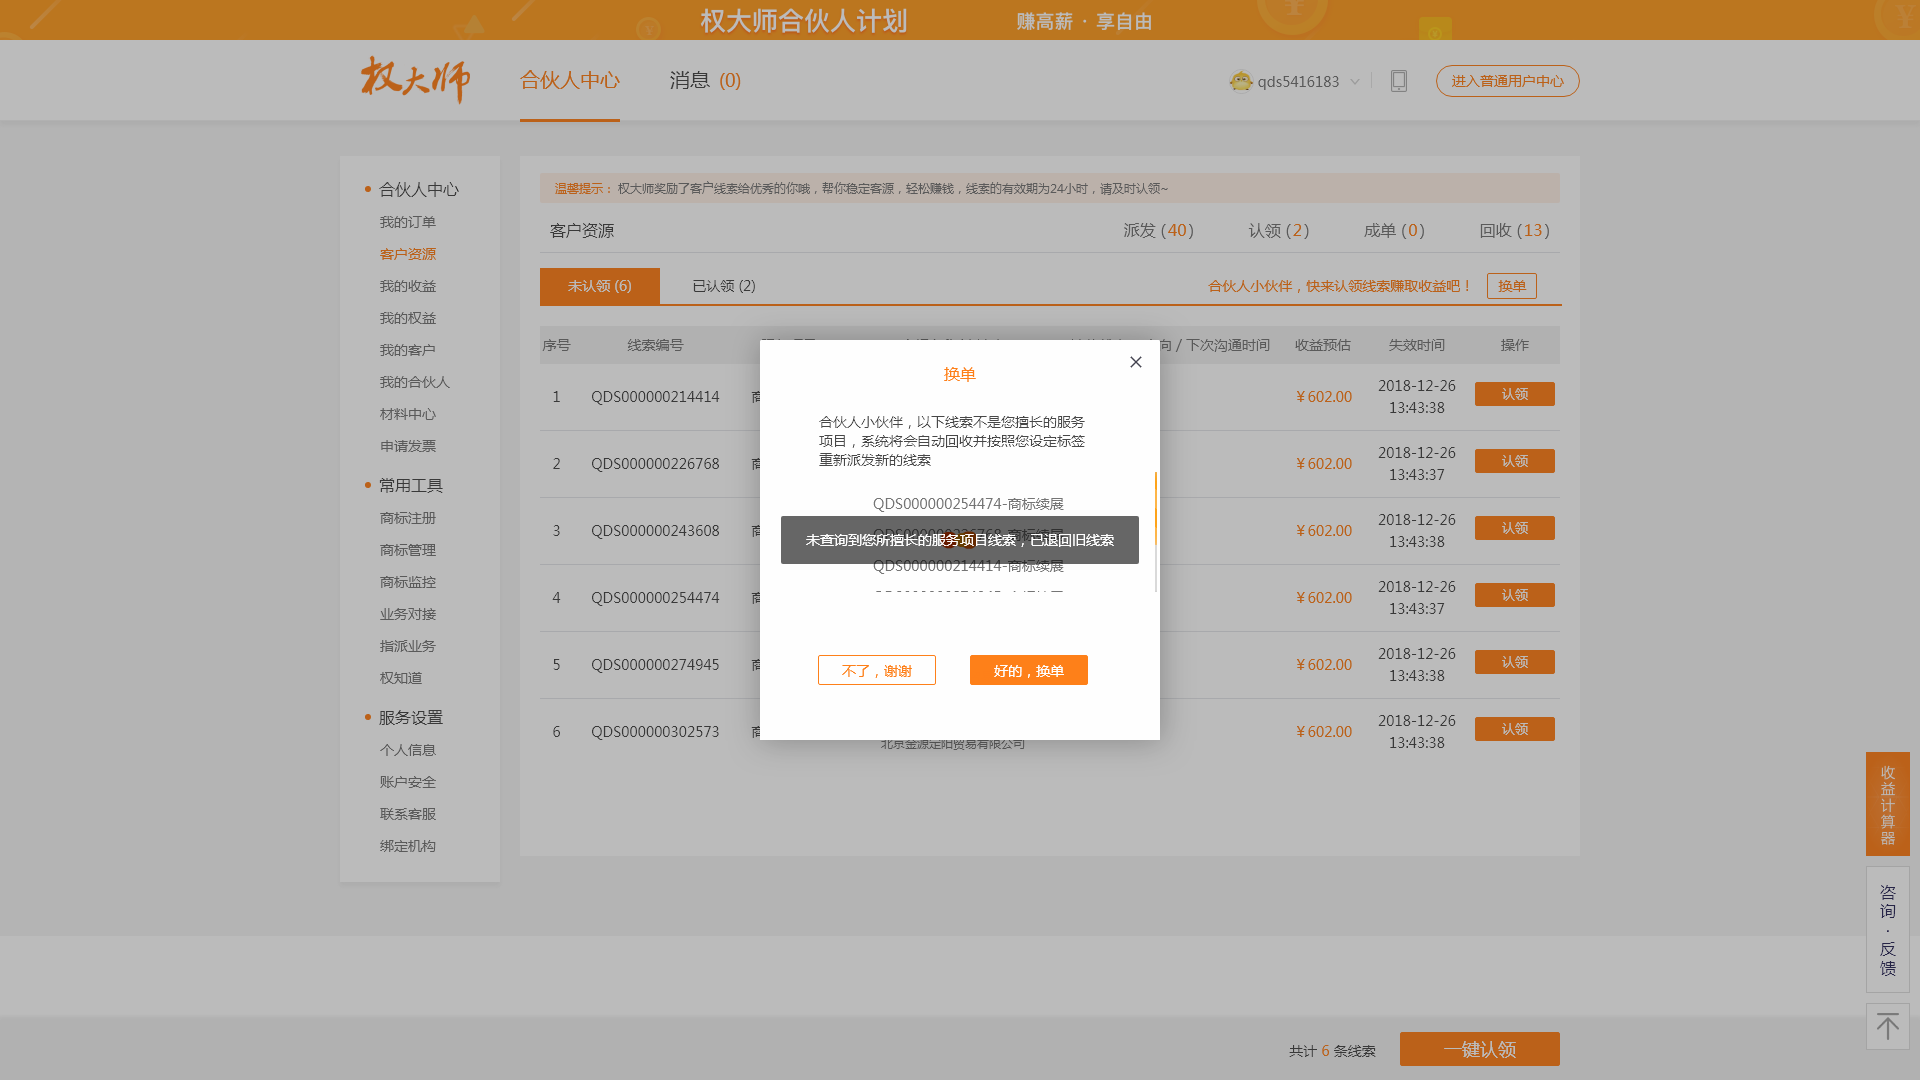 权大师合伙人计划
赚高薪 · 享自由
权大师
合伙人中心
消息 (0)
qds5416183
进入普通用户中心
合伙人中心
我的订单
客户资源
我的收益
我的权益
我的客户
我的合伙人
材料中心
申请发票
常用工具
商标注册
商标管理
商标监控
业务对接
指派业务
权知道
服务设置
个人信息
账户安全
联系客服
绑定机构
温馨提示：权大师奖励了客户线索给优秀的你哦，帮你稳定客源，轻松赚钱，线索的有效期为24小时，请及时认领~
客户资源
派发 (40)
认领 (2)
成单 (0)
回收 (13)
未认领 (6)
已认领 (2)
合伙人小伙伴，快来认领线索赚取收益吧！
换单
序号
线索编号
向 / 下次沟通时间
收益预估
失效时间
操作
1
QDS000000214414
商
￥602.00
2018-12-26
13:43:38
认领
2
QDS000000226768
商
￥602.00
2018-12-26
13:43:37
认领
3
QDS000000243608
商
￥602.00
2018-12-26
13:43:38
认领
4
QDS000000254474
商
￥602.00
2018-12-26
13:43:37
认领
5
QDS000000274945
商
￥602.00
2018-12-26
13:43:38
认领
6
QDS000000302573
商
北京金源定阳贸易有限公司
￥602.00
2018-12-26
13:43:38
认领
换单
合伙人小伙伴，以下线索不是您擅长的服务
项目，系统将会自动回收并按照您设定标签
重新派发新的线索
QDS000000254474-商标续展
QDS000000226768-商标续展
未查询到您所擅长的服务项目线索，已退回旧线索
QDS000000214414-商标续展
不了，谢谢
好的，换单
收益计算器
咨询·反馈
共计 6 条线索
一键认领